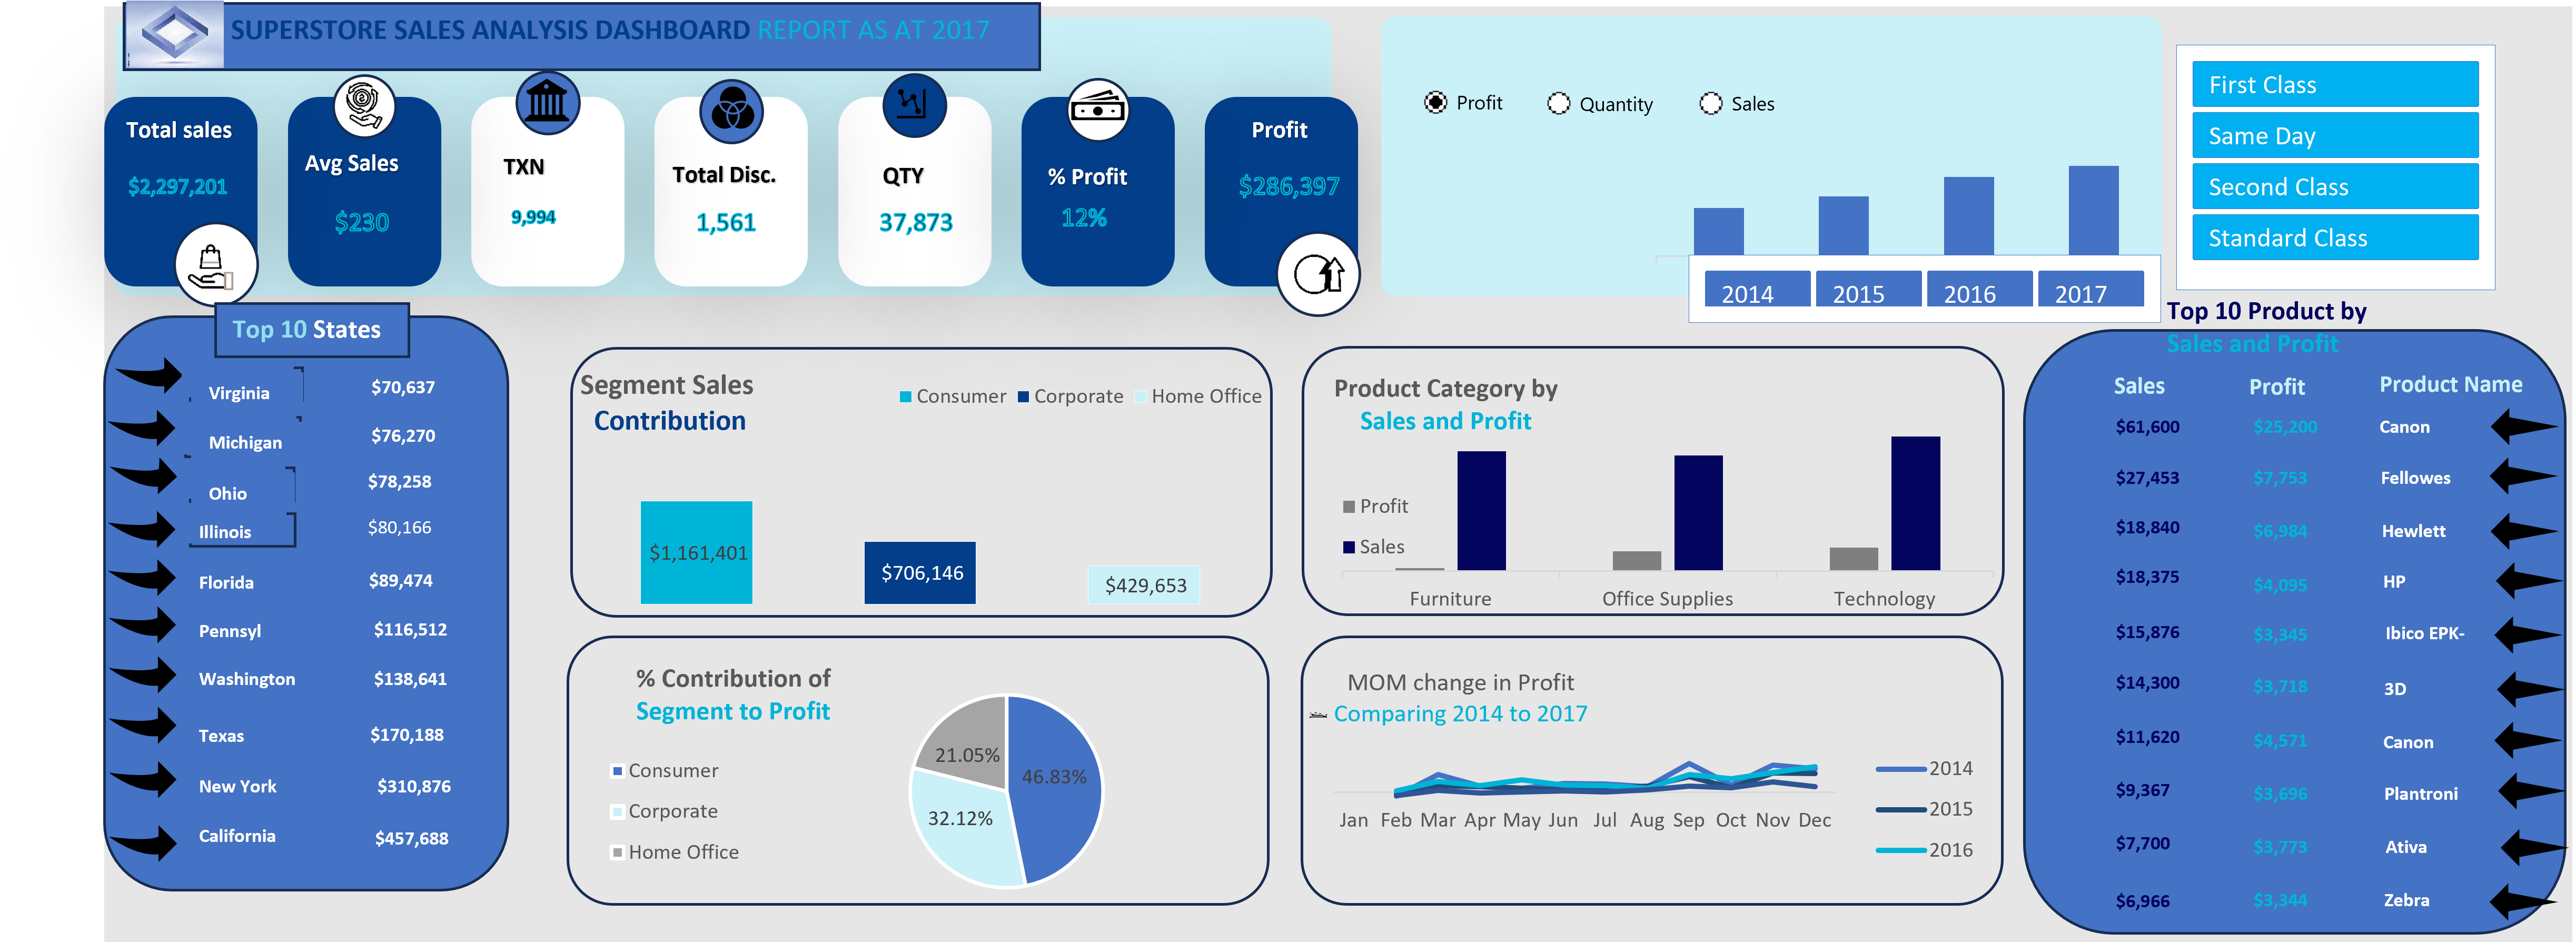 SUPERSTORE SALES ANALYSIS DASHBOARD REPORT AS AT 2017
Total sales
$2,297,201
Avg Sales
$230
TXN
9,994
Total Disc.
1,561
QTY
37,873
% Profit
12%
Profit
$286,397
Profit Quantity Sales
2014 2015 2016 2017
First Class
Same Day
Second Class
Standard Class
Top 10 States
Virginia $70,637
Michigan $76,270
Ohio $78,258
Illinois $80,166
Florida $89,474
Pennsyl $116,512
Washington $138,641
Texas $170,188
New York $310,876
California $457,688
Segment Sales
Contribution
Consumer Corporate Home Office
$1,161,401
$706,146
$429,653
Product Category by
Sales and Profit
Profit
Sales
Furniture Office Supplies Technology
% Contribution of
Segment to Profit
Consumer
Corporate
Home Office
21.05%
46.83%
32.12%
MOM change in Profit
Comparing 2014 to 2017
Jan Feb Mar Apr May Jun Jul Aug Sep Oct Nov Dec
2014
2015
2016
Top 10 Product by
Sales and Profit
Sales Profit Product Name
$61,600 $25,200 Canon
$27,453 $7,753 Fellowes
$18,840 $6,984 Hewlett
$18,375 $4,095 HP
$15,876 $3,345 Ibico EPK-
$14,300 $3,718 3D
$11,620 $4,571 Canon
$9,367 $3,696 Plantroni
$7,700 $3,773 Ativa
$6,966 $3,344 Zebra